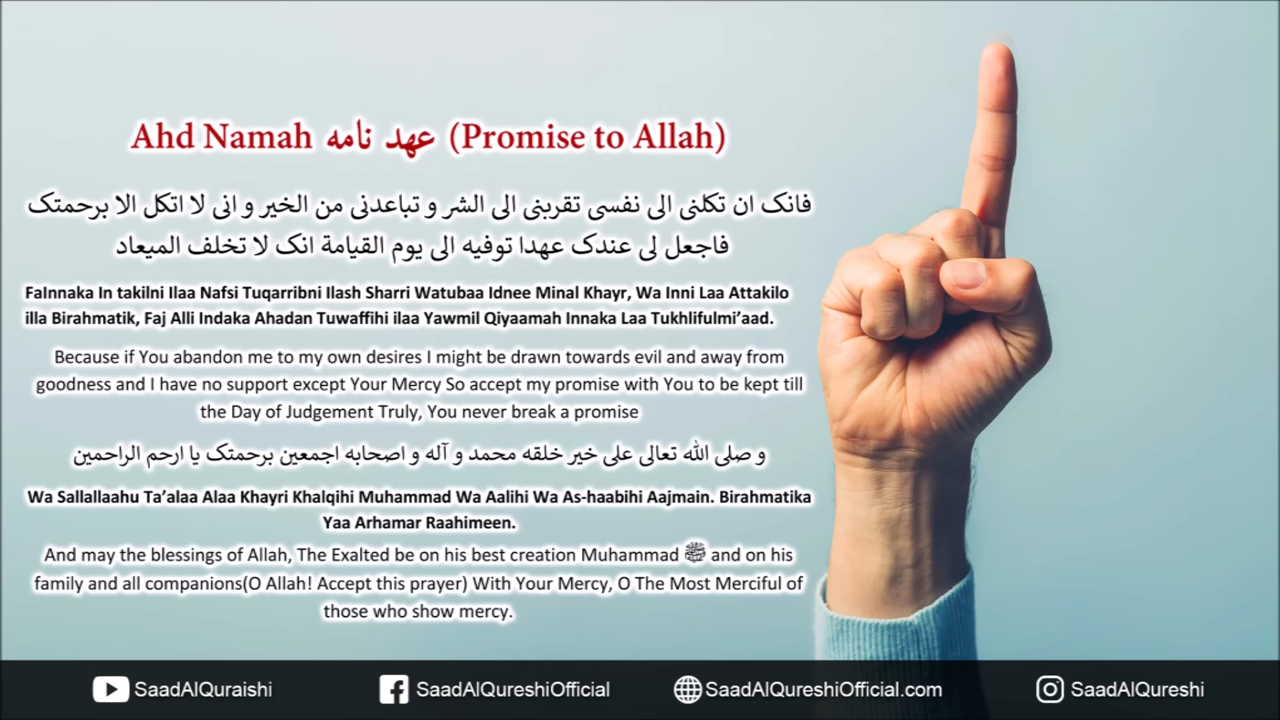 Ahd Namah عهد نامه (Promise to Allah)
فانک ان تکلنی الی نفسی تقربنی الی الشر و تباعدنی من الخیر و انی لا اتکل الا برحمتک
فاجعل لی عندک عهدا توفیه الی یوم القیامة انک لا تخلف المیعاد
FaInnaka In takilni Ilaa Nafsi Tuqarribni Ilash Sharri Watubaa Idnee Minal Khayr, Wa Inni Laa Attakilo
illa Birahmatik, Faj Alli Indaka Ahadan Tuwaffihi ilaa Yawmil Qiyaamah Innaka Laa Tukhlifulmi’aad.
Because if You abandon me to my own desires I might be drawn towards evil and away from
goodness and I have no support except Your Mercy So accept my promise with You to be kept till
the Day of Judgement Truly, You never break a promise
و صلی الله تعالی علی خیر خلقه محمد و آله و اصحابه اجمعین برحمتک یا ارحم الراحمین
Wa Sallallaahu Ta’alaa Alaa Khayri Khalqihi Muhammad Wa Aalihi Wa As-haabihi Aajmain. Birahmatika
Yaa Arhamar Raahimeen.
And may the blessings of Allah, The Exalted be on his best creation Muhammad ﷺ and on his
family and all companions(O Allah! Accept this prayer) With Your Mercy, O The Most Merciful of
those who show mercy.
SaadAlQuraishi SaadAlQureshiOfficial SaadAlQureshiOfficial.com SaadAlQureshi